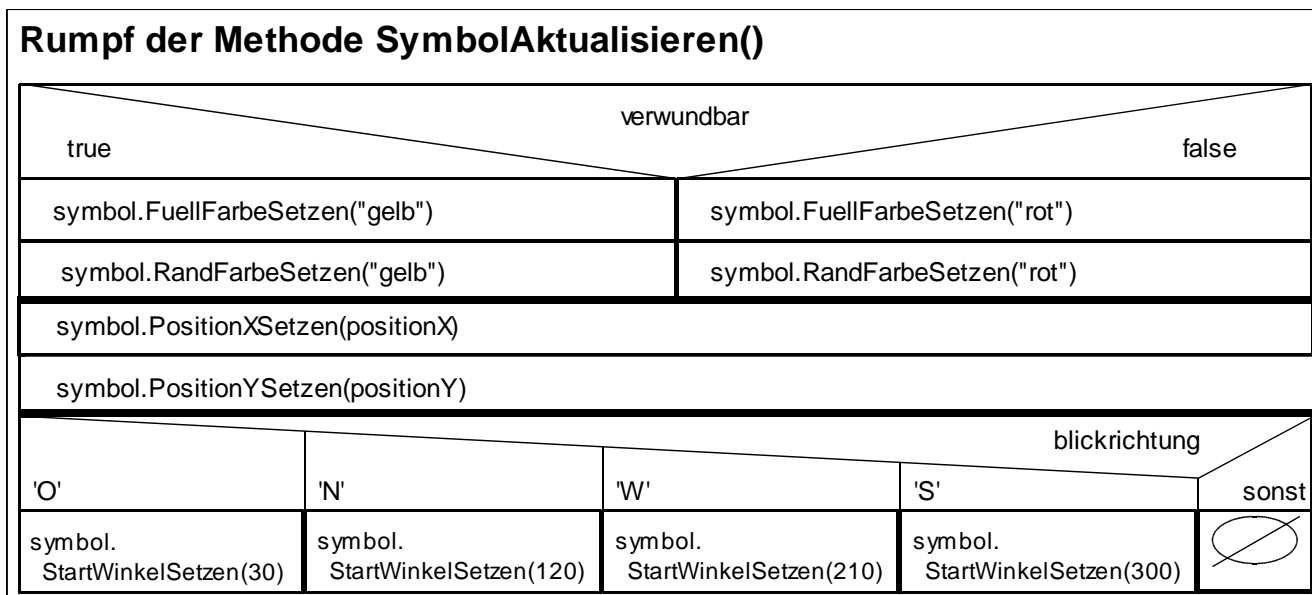 Rumpf der Methode SymbolAktualisieren()
verwundbar
true
false
symbol.FuellFarbeSetzen("gelb")
symbol.FuellFarbeSetzen("rot")
symbol.RandFarbeSetzen("gelb")
symbol.RandFarbeSetzen("rot")
symbol.PositionXSetzen(positionX)
symbol.PositionYSetzen(positionY)
blickrichtung
'O'
'N'
'W'
'S'
sonst
symbol.
StartWinkelSetzen(30)
symbol.
StartWinkelSetzen(120)
symbol.
StartWinkelSetzen(210)
symbol.
StartWinkelSetzen(300)